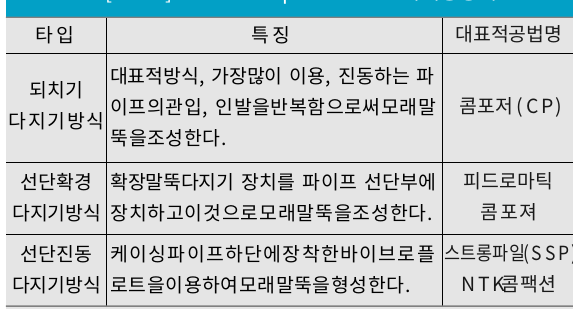 타입 특징 대표적공법명
되치기
다지기방식
대표적방식, 가장많이 이용, 진동하는 파
이프의관입, 인발을반복함으로써모래말
뚝을조성한다.
콤포저(CP)
선단확경
다지기방식
확장말뚝다지기 장치를 파이프 선단부에
장치하고이것으로모래말뚝을조성한다.
피드로마틱
콤포져
선단진동
다지기방식
케이싱파이프하단에장착한바이브로플
로트을이용하여모래말뚝을형성한다.
스트롱파일(SSP)
NTK콤팩션